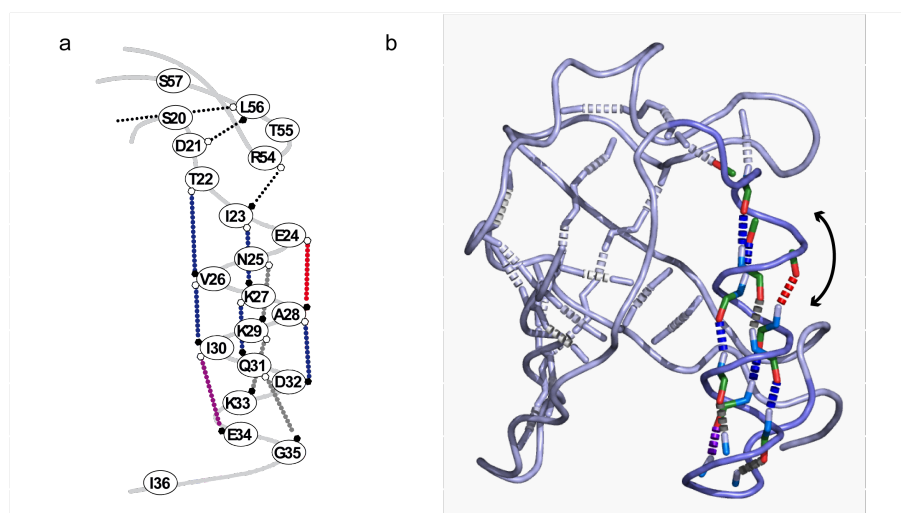 a
b
S57
L56
S20
T55
D21
R54
T22
I23
E24
N25
V26
K27
A28
K29
I30
Q31
D32
K33
E34
G35
I36